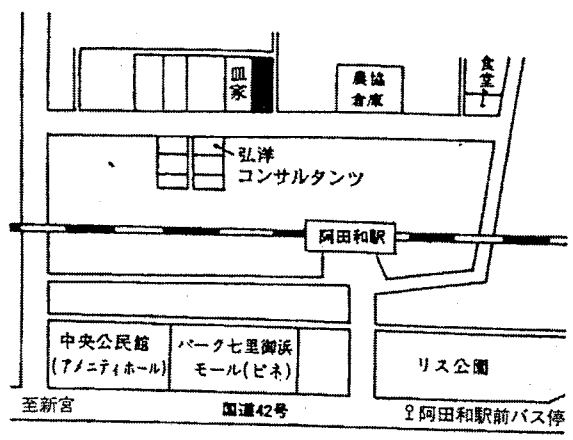 皿家
農協
倉庫
食堂
弘洋
コンサルタンツ
阿田和駅
中央公民館
(アメニティホール)
パーク七里御浜
モール(ピネ)
リス公園
至新宮
国道42号
阿田和駅前バス停